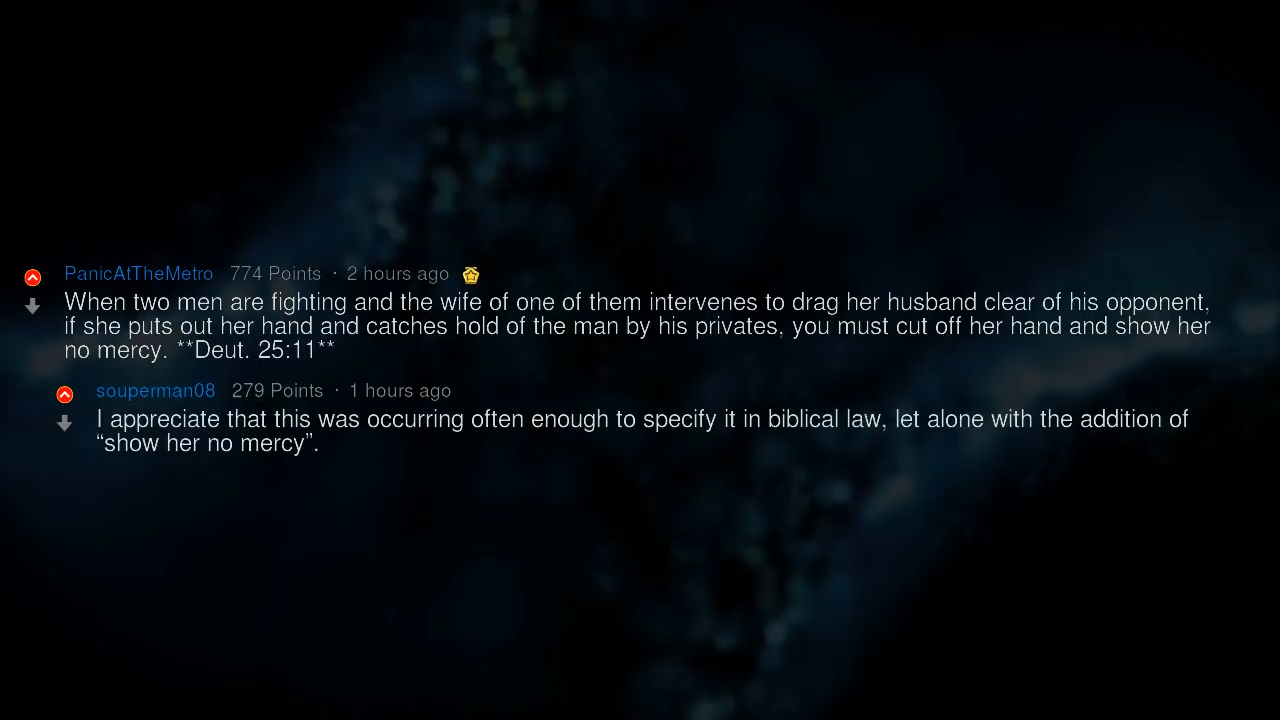 PanicAtTheMetro 774 Points · 2 hours ago
When two men are fighting and the wife of one of them intervenes to drag her husband clear of his opponent,
if she puts out her hand and catches hold of the man by his privates, you must cut off her hand and show her
no mercy. **Deut. 25:11**
souperman08 279 Points · 1 hours ago
I appreciate that this was occurring often enough to specify it in biblical law, let alone with the addition of
“show her no mercy”.